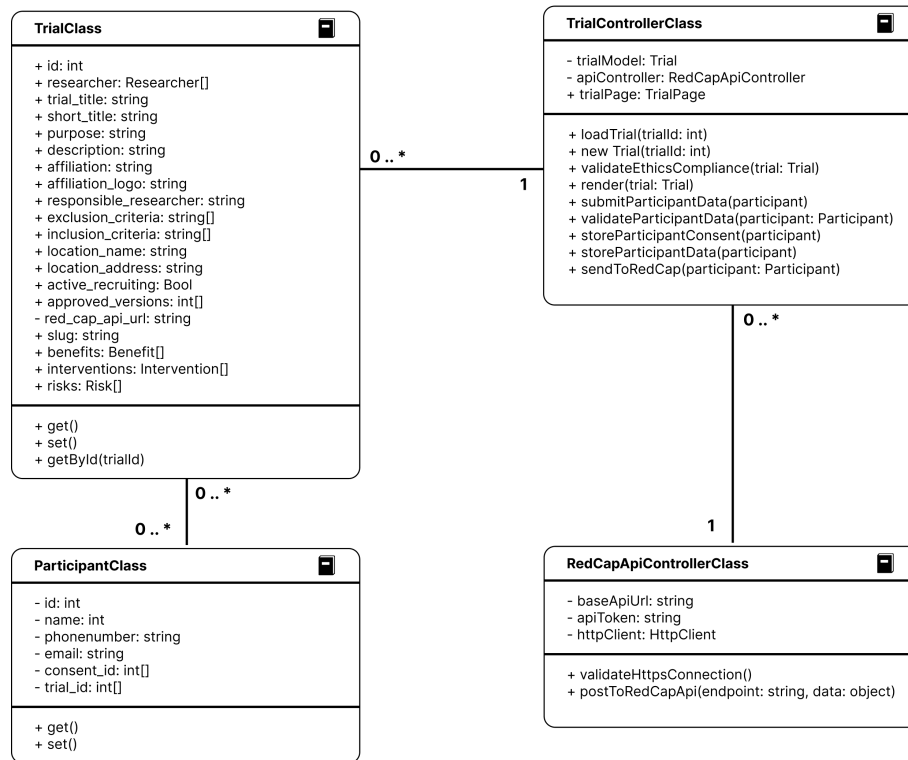 TrialClass
+ id: int
+ researcher: Researcher[]
+ trial_title: string
+ short_title: string
+ purpose: string
+ description: string
+ affiliation: string
+ affiliation_logo: string
+ responsible_researcher: string
+ exclusion_criteria: string[]
+ inclusion_criteria: string[]
+ location_name: string
+ location_address: string
+ active_recruiting: Bool
+ approved_versions: int[]
- red_cap_api_url: string
+ slug: string
+ benefits: Benefit[]
+ interventions: Intervention[]
+ risks: Risk[]
+ get()
+ set()
+ getById(trialId)
0 .. *
1
TrialControllerClass
- trialModel: Trial
- apiController: RedCapApiController
+ trialPage: TrialPage
+ loadTrial(trialId: int)
+ new Trial(trialId: int)
+ validateEthicsCompliance(trial: Trial)
+ render(trial: Trial)
+ submitParticipantData(participant)
+ validateParticipantData(participant: Participant)
+ storeParticipantConsent(participant)
+ storeParticipantData(participant)
+ sendToRedCap(participant: Participant)
0 .. *
1
0 .. *
0 .. *
ParticipantClass
- id: int
- name: int
- phonenumber: string
- email: string
- consent_id: int[]
- trial_id: int[]
+ get()
+ set()
RedCapApiControllerClass
- baseApiUrl: string
- apiToken: string
- httpClient: HttpClient
+ validateHttpsConnection()
+ postToRedCapApi(endpoint: string, data: object)